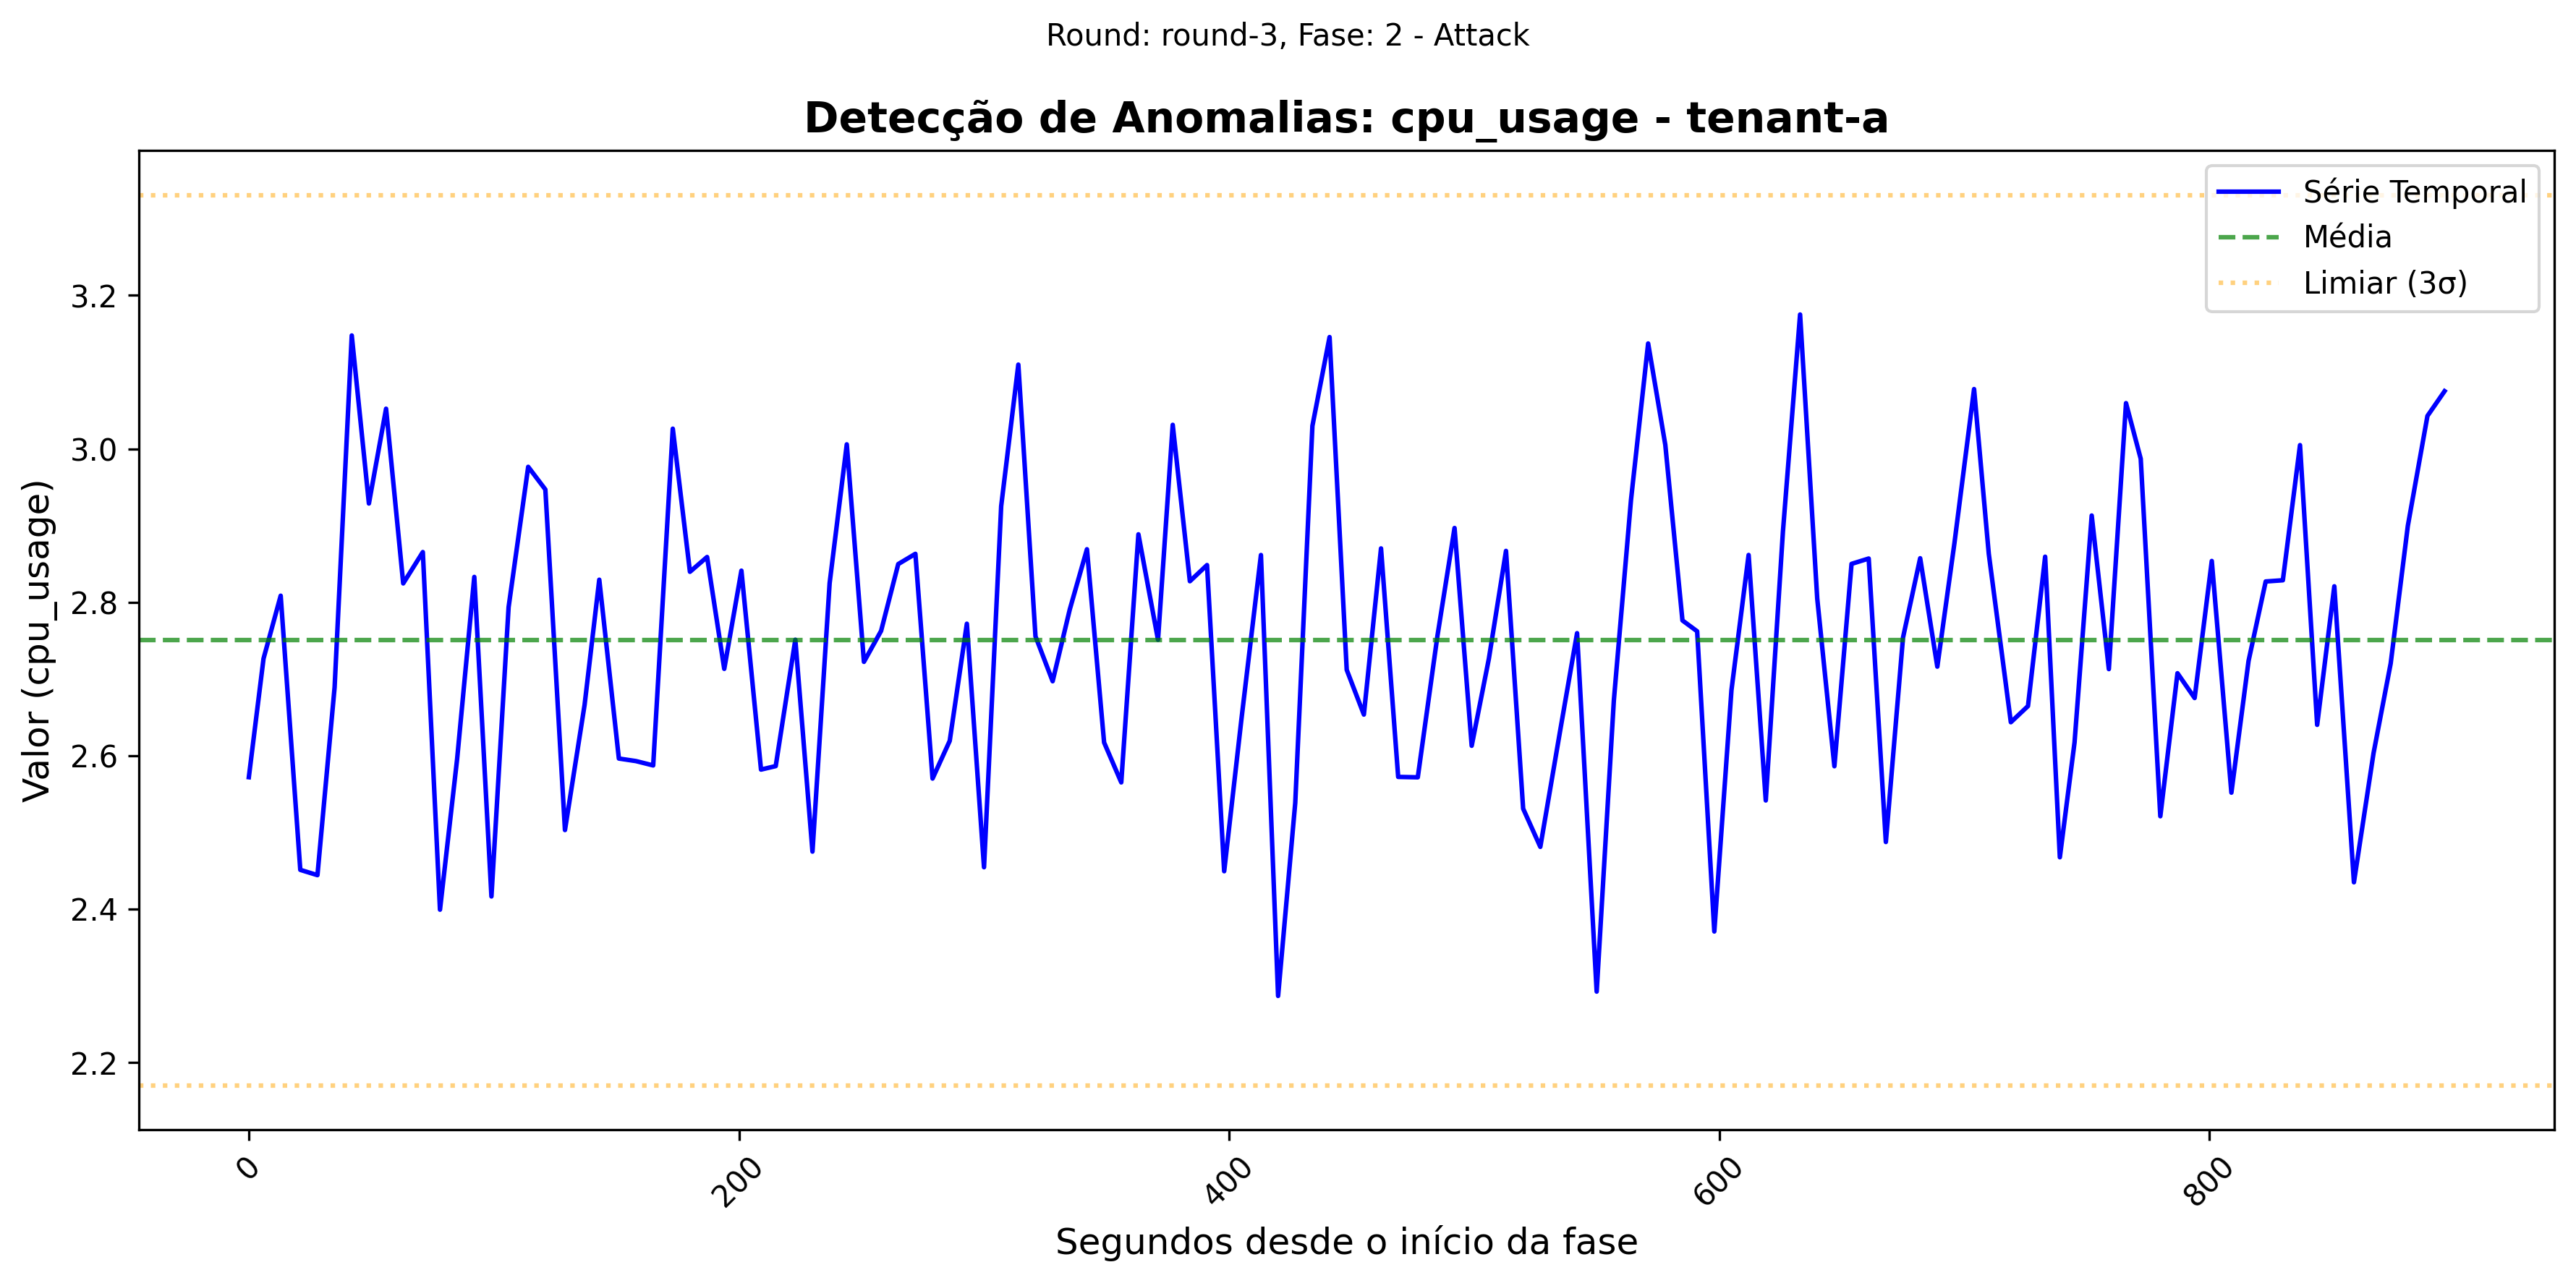 Round: round-3, Fase: 2 - Attack
Detecção de Anomalias: cpu_usage - tenant-a
Série Temporal
Média
Limiar (3σ)
Valor (cpu_usage)
3.2
3.0
2.8
2.6
2.4
2.2
0
200
400
600
800
Segundos desde o início da fase